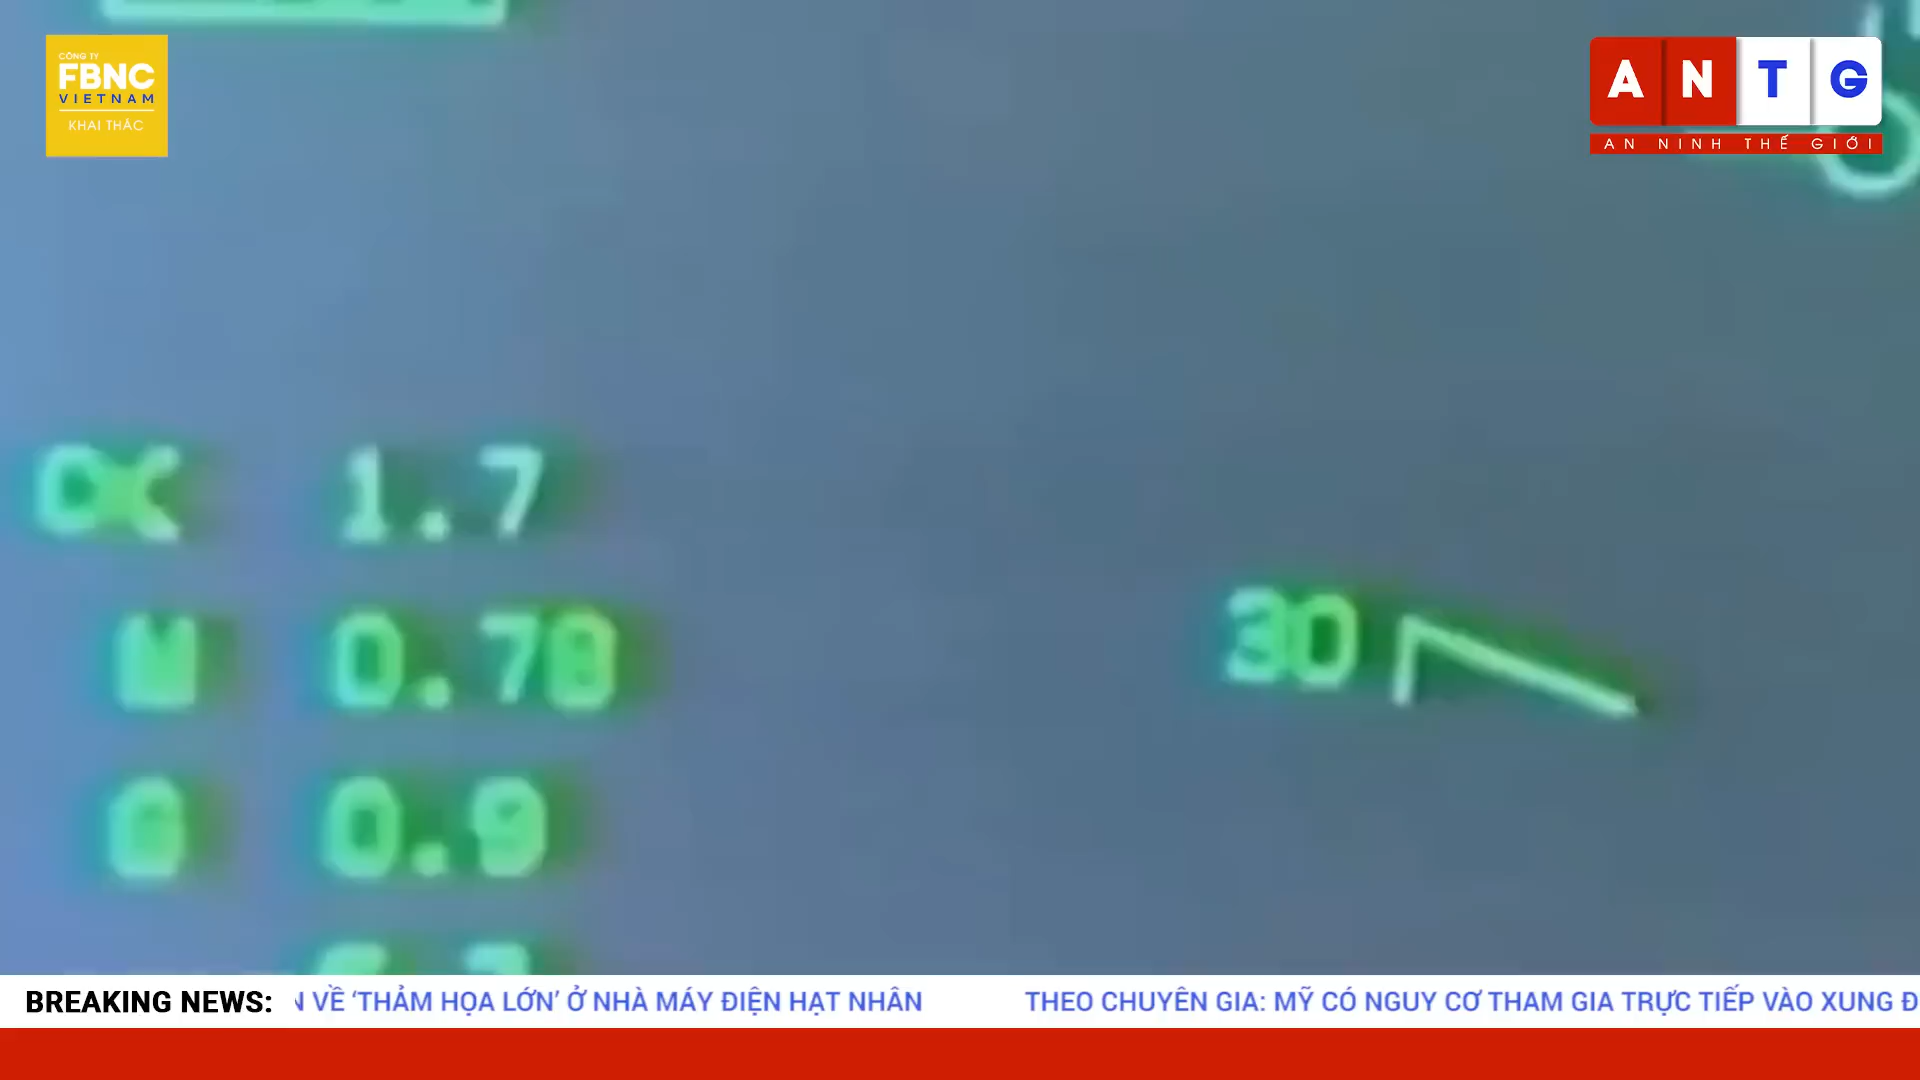 CÔNG TY
FBNC
VIETNAM
KHAI THÁC
ANTG
AN NINH THẾ GIỚI
α 1.7
M 0.78
G 0.9
30
BREAKING NEWS: N VỀ ‘THẢM HỌA LỚN’ Ở NHÀ MÁY ĐIỆN HẠT NHÂN THEO CHUYÊN GIA: MỸ CÓ NGUY CƠ THAM GIA TRỰC TIẾP VÀO XUNG Đ